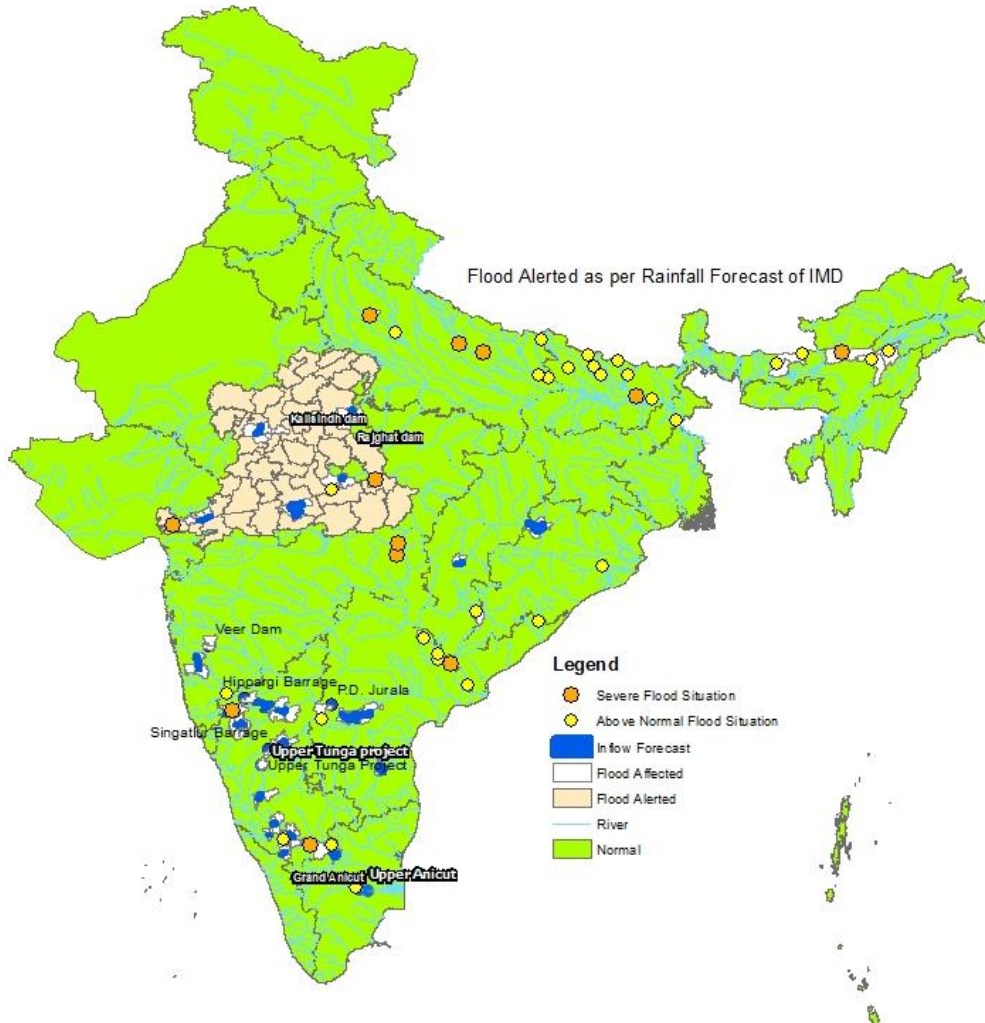 Flood Alerted as per Rainfall Forecast of IMD
Kalisindh dam
Rajghat dam
Veer Dam
Hippargi Barrage
P.D. Jurala
Singatlur Barrage
Upper Tunga project
Upper Tunga Project
Grand Anicut
Upper Anicut
Legend
Severe Flood Situation
Above Normal Flood Situation
Inflow Forecast
Flood Affected
Flood Alerted
River
Normal